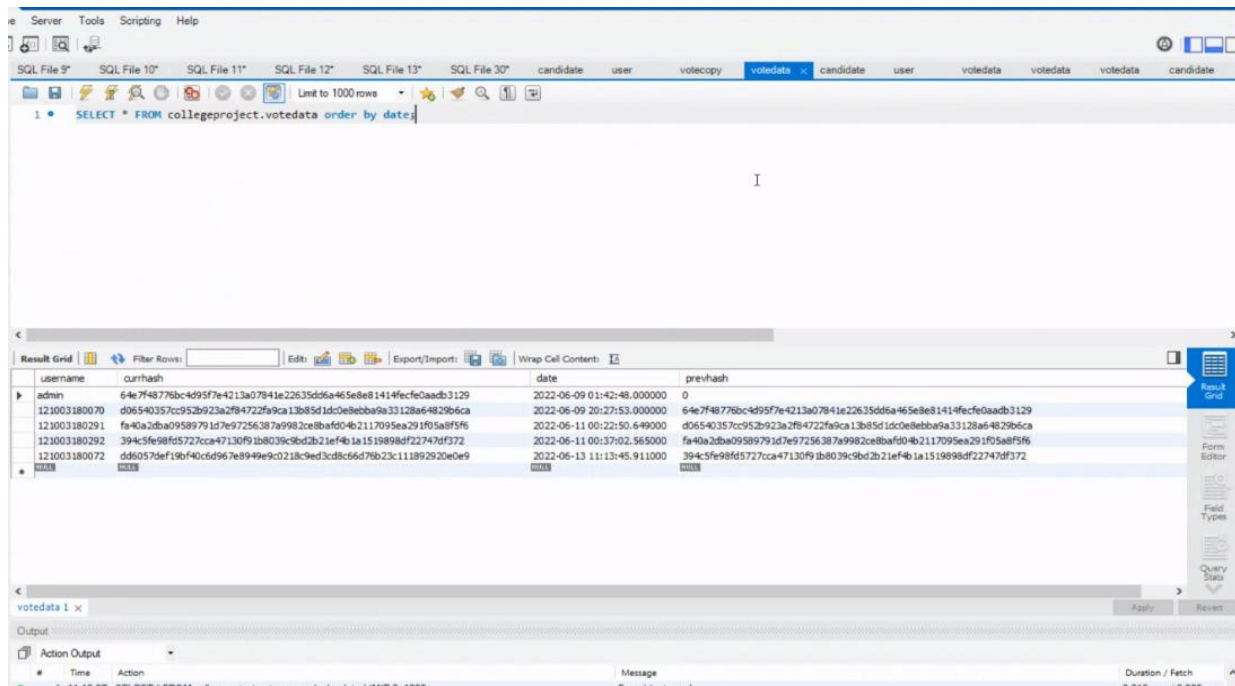 Server Tools Scripting Help
SQL File 9* SQL File 10* SQL File 11* SQL File 12* SQL File 13* SQL File 30* candidate user votecopy votedata candidate user votedata votedata votedata candidate
Limit to 1000 rows
1 SELECT * FROM collegeproject.votedata order by date;
Result Grid Filter Rows: Edit: Export/Import: Wrap Cell Content:
username currhash date prevhash
admin 64e7f48776bc4d95f7e4213a07841e22635dd6a465e8e81414fecfe0aadb3129 2022-06-09 01:42:48.000000 0
121003180070 d06540357cc952b923a2f84722fa9ca13b85d1dc0e8ebba9a33128a64829b6ca 2022-06-09 20:27:53.000000 64e7f48776bc4d95f7e4213a07841e22635dd6a465e8e81414fecfe0aadb3129
121003180291 fa40a2dba09589791d7e97256387a9982ce8bafd04b2117095ea291f05a8f5f6 2022-06-11 00:22:50.649000 d06540357cc952b923a2f84722fa9ca13b85d1dc0e8ebba9a33128a64829b6ca
121003180292 394c5fe98fd5727cca47130f91b8039c9bd2b21ef4b1a1519898df22747df372 2022-06-11 00:37:02.565000 fa40a2dba09589791d7e97256387a9982ce8bafd04b2117095ea291f05a8f5f6
121003180072 dd6057def19bf40c6d967e8949e9c0218c9ed3cd8c66d76b23c111892920e0e9 2022-06-13 11:13:45.911000 394c5fe98fd5727cca47130f91b8039c9bd2b21ef4b1a1519898df22747df372
NULL NULL NULL NULL
Result
Grid
Form
Editor
Field
Types
Query
Stats
votedata 1 Apply Revert
Output
Action Output
# Time Action Message Duration / Fetch